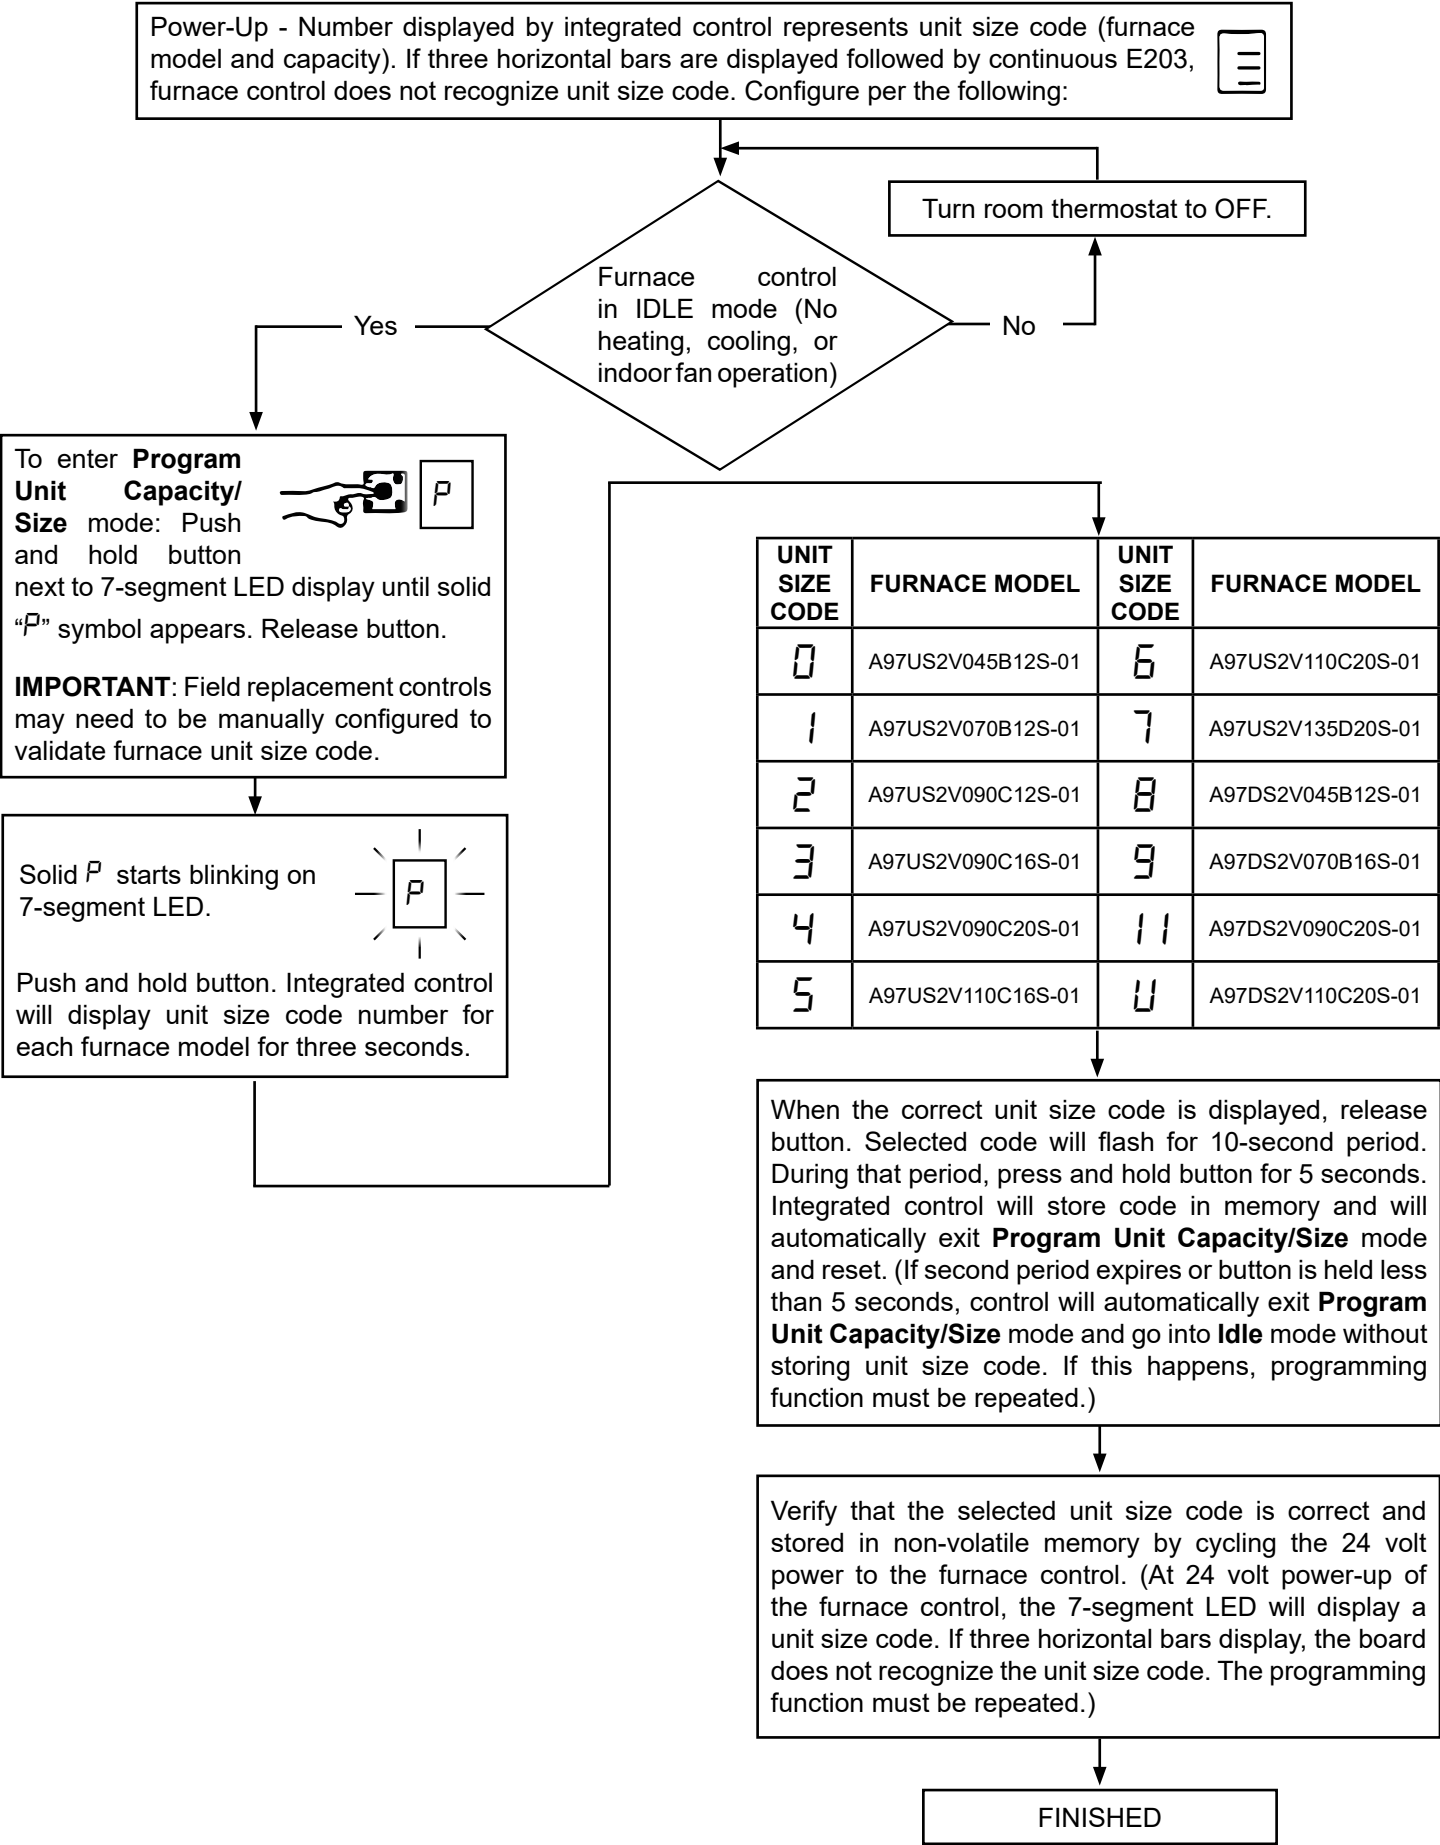 Power-Up - Number displayed by integrated control represents unit size code (furnace
model and capacity). If three horizontal bars are displayed followed by continuous E203,
furnace control does not recognize unit size code. Configure per the following:
Turn room thermostat to OFF.
Furnace control
in IDLE mode (No
heating, cooling, or
indoor fan operation)
Yes
No
To enter Program
Unit Capacity/
Size mode: Push
and hold button
next to 7-segment LED display until solid
“P” symbol appears. Release button.
P
IMPORTANT: Field replacement controls
may need to be manually configured to
validate furnace unit size code.
Solid P starts blinking on
7-segment LED.
P
Push and hold button. Integrated control
will display unit size code number for
each furnace model for three seconds.
UNIT SIZE CODE FURNACE MODEL UNIT SIZE CODE FURNACE MODEL
0 A97US2V045B12S-01 6 A97US2V110C20S-01
1 A97US2V070B12S-01 7 A97US2V135D20S-01
2 A97US2V090C12S-01 8 A97DS2V045B12S-01
3 A97US2V090C16S-01 9 A97DS2V070B16S-01
4 A97US2V090C20S-01 11 A97DS2V090C20S-01
5 A97US2V110C16S-01 U A97DS2V110C20S-01
When the correct unit size code is displayed, release
button. Selected code will flash for 10-second period.
During that period, press and hold button for 5 seconds.
Integrated control will store code in memory and will
automatically exit Program Unit Capacity/Size mode
and reset. (If second period expires or button is held less
than 5 seconds, control will automatically exit Program
Unit Capacity/Size mode and go into Idle mode without
storing unit size code. If this happens, programming
function must be repeated.)
Verify that the selected unit size code is correct and
stored in non-volatile memory by cycling the 24 volt
power to the furnace control. (At 24 volt power-up of
the furnace control, the 7-segment LED will display a
unit size code. If three horizontal bars display, the board
does not recognize the unit size code. The programming
function must be repeated.)
FINISHED